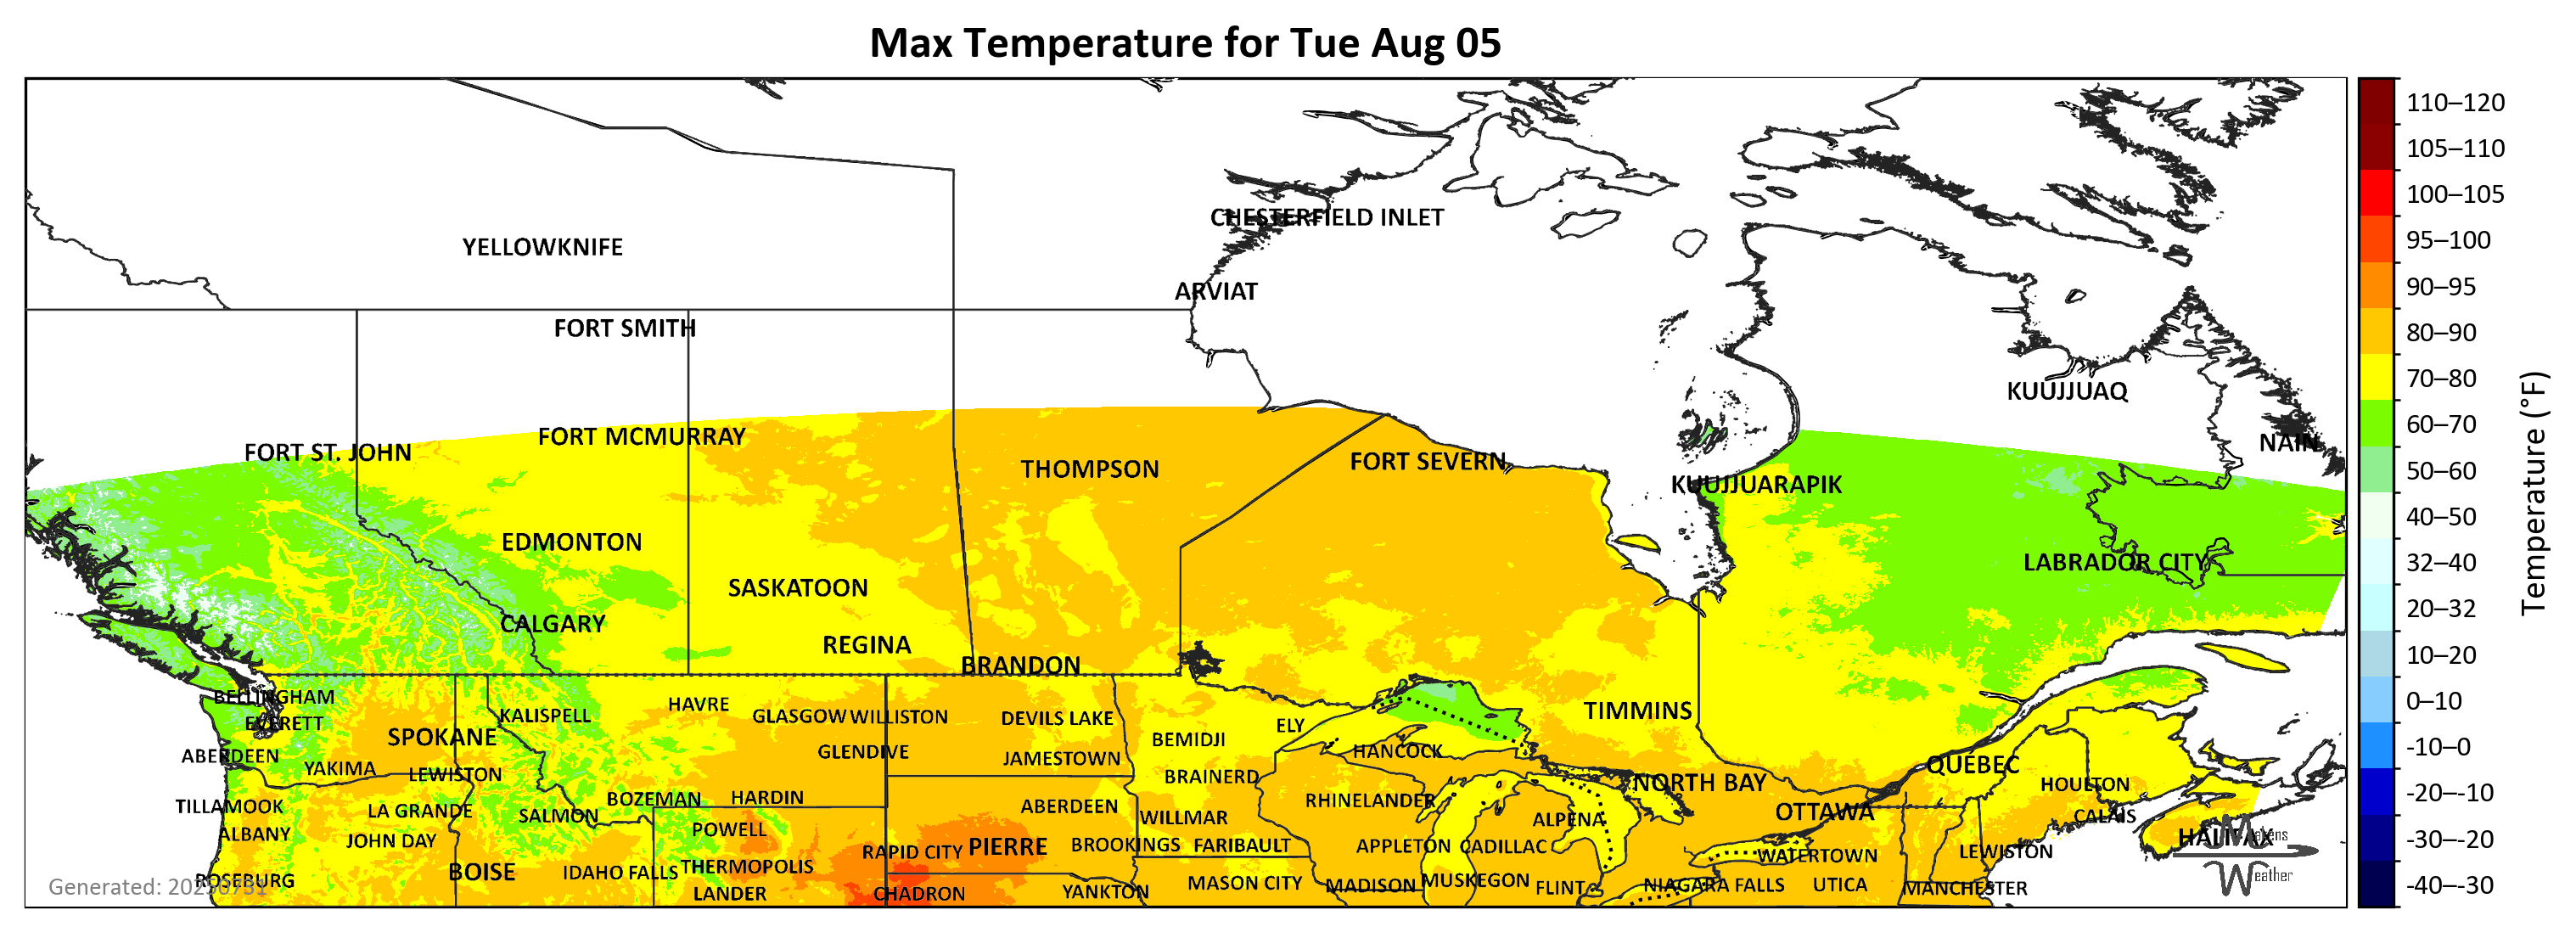 Max Temperature for Tue Aug 05
CHESTERFIELD INLET
YELLOWKNIFE
ARVIAT
FORT SMITH
KUUJJUAQ
FORT MCMURRAY
NAIN
FORT ST. JOHN
FORT SEVERN
THOMPSON
KUUJJUARAPIK
EDMONTON
LABRADOR CITY
SASKATOON
CALGARY
REGINA
BRANDON
BELLINGHAM
HAVRE
TIMMINS
KALISPELL
GLASGOW WILLISTON
DEVILS LAKE
EVERETT
ELY
SPOKANE
BEMIDJI
GLENDIVE
HANCOCK
ABERDEEN
JAMESTOWN
QUÉBEC
YAKIMA
LEWISTON
BRAINERD
NORTH BAY
HOULTON
BOZEMAN
HARDIN
RHINELANDER
TILLAMOOK
ABERDEEN
LA GRANDE
SALMON
WILLMAR
OTTAWA
CALAIS
ALPENA
POWELL
ALBANY
HALIFAX
JOHN DAY
PIERRE
BROOKINGS
FARIBAULT
APPLETON
CADILLAC
RAPID CITY
LEWISTON
WATERTOWN
THERMOPOLIS
BOISE
IDAHO FALLS
ROSEBURG
MUSKEGON
MASON CITY
MADISON
FLINT
NIAGARA FALLS
UTICA
MANCHESTER
LANDER
CHADRON
YANKTON
Generated: 20250731
Makens
Weather
110–120
105–110
100–105
95–100
90–95
80–90
70–80
60–70
50–60
40–50
32–40
20–32
10–20
0–10
-10–0
-20–-10
-30–-20
-40–-30
Temperature (°F)